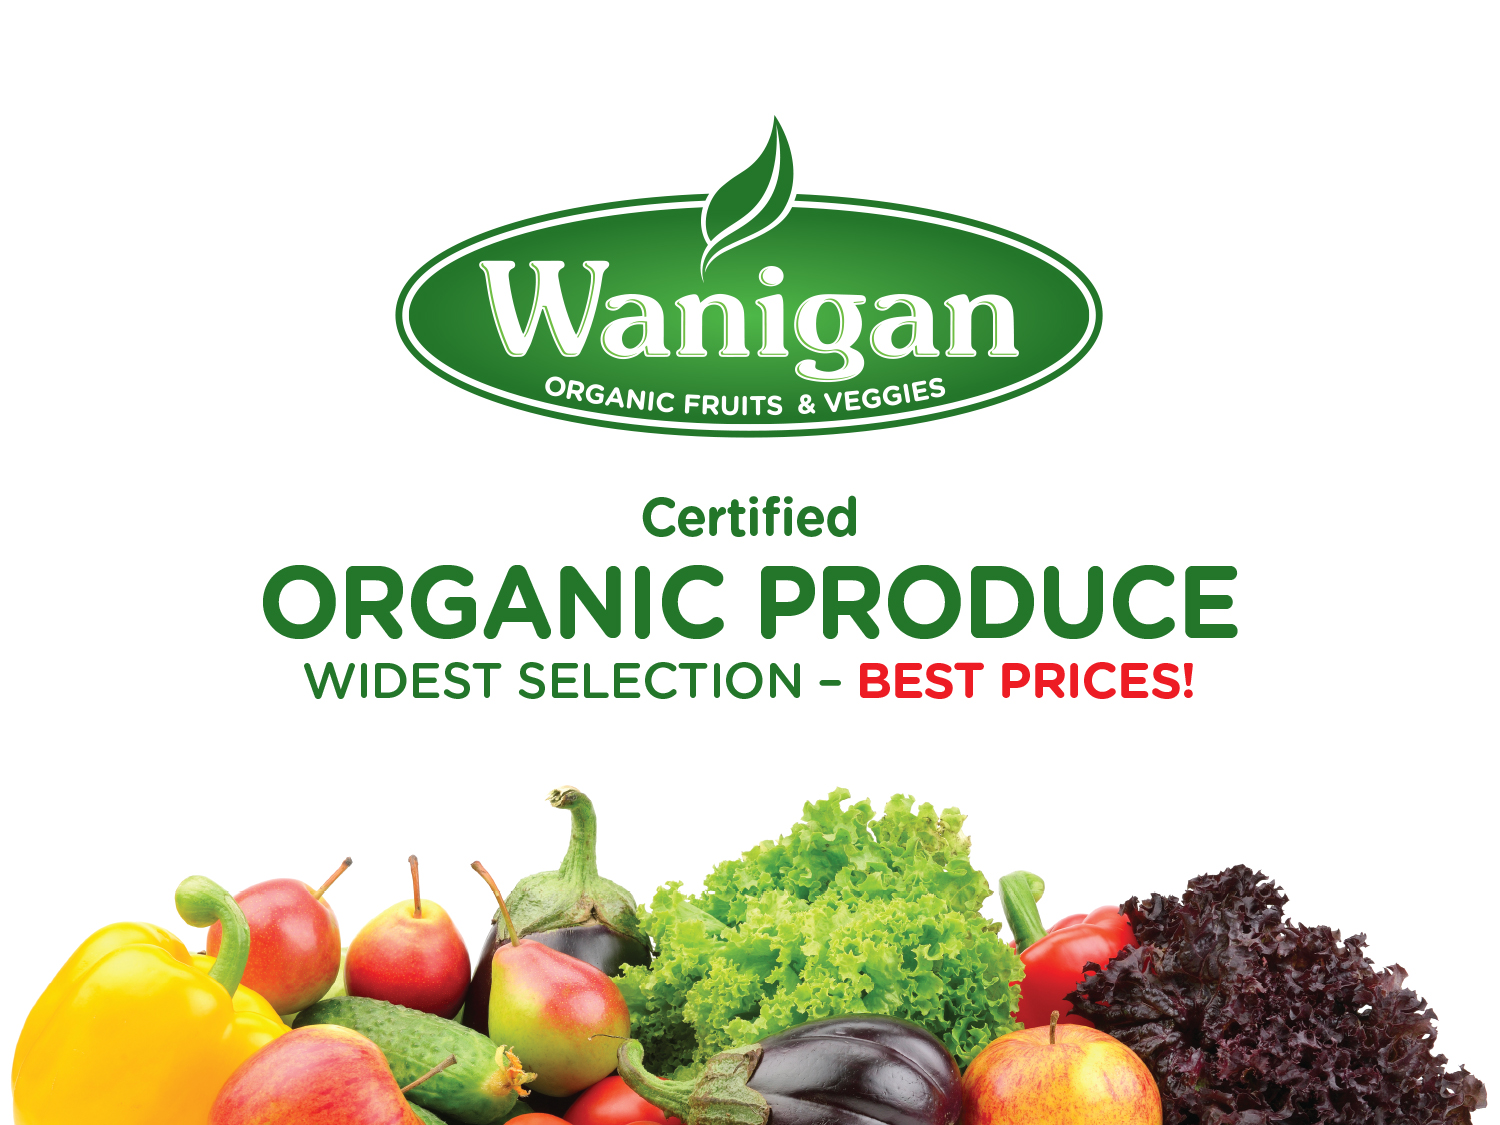 Wanigan
ORGANIC FRUITS & VEGGIES
Certified
ORGANIC PRODUCE
WIDEST SELECTION – BEST PRICES!